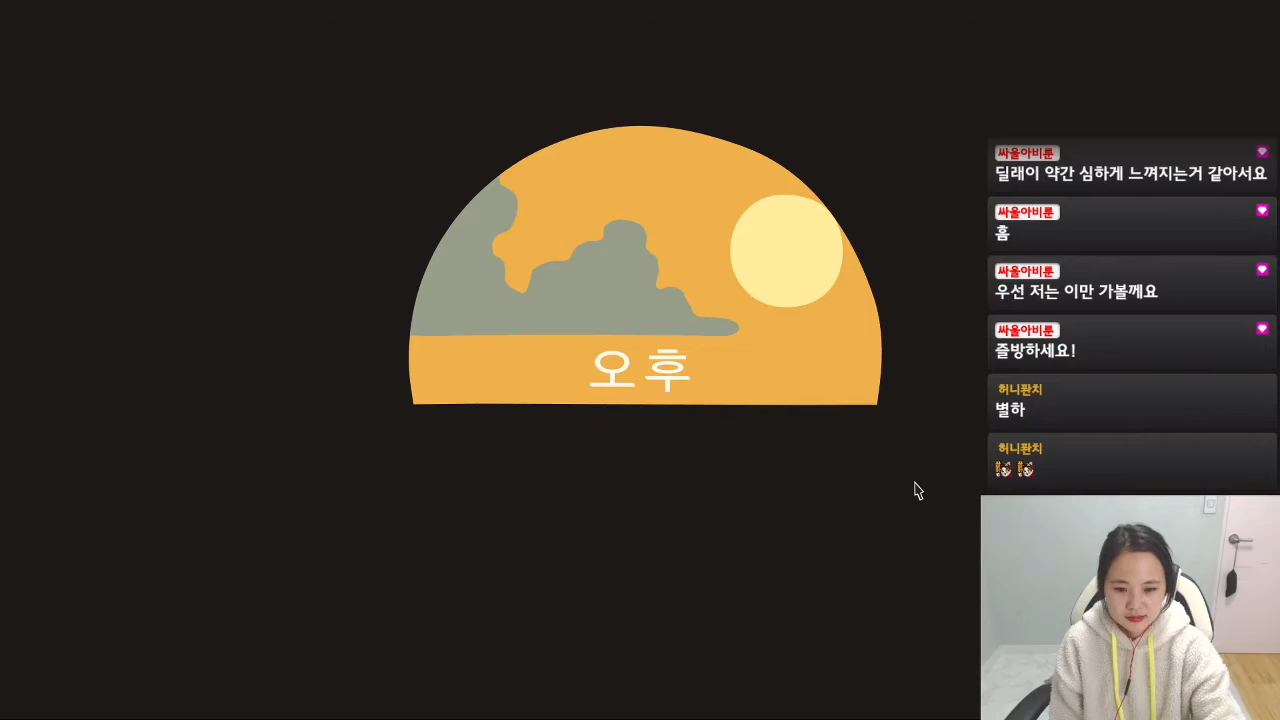 오후
싸울아비룬
딜래이 약간 심하게 느껴지는거 같아서요
싸울아비룬
흠
싸울아비룬
우선 저는 이만 가볼께요
싸울아비룬
즐방하세요!
허니퐌치
별하
허니퐌치